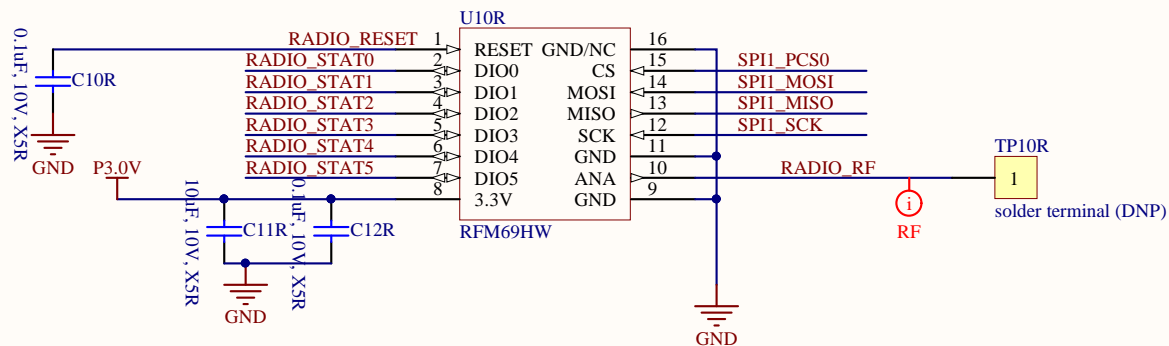 U10R
RADIO_RESET 1 RESET GND/NC 16
RADIO_STAT0 2 DIO0 CS 15 SPI1_PCS0
RADIO_STAT1 3 DIO1 MOSI 14 SPI1_MOSI
RADIO_STAT2 4 DIO2 MISO 13 SPI1_MISO
RADIO_STAT3 5 DIO3 SCK 12 SPI1_SCK
RADIO_STAT4 6 DIO4 GND 11
RADIO_STAT5 7 DIO5 ANA 10 RADIO_RF
8 3.3V GND 9
RFM69HW
C10R
0.1uF, 10V, X5R
GND
P3.0V
C11R
10uF, 10V, X5R
C12R
0.1uF, 10V, X5R
GND
GND
i
RF
TP10R
1
solder terminal (DNP)